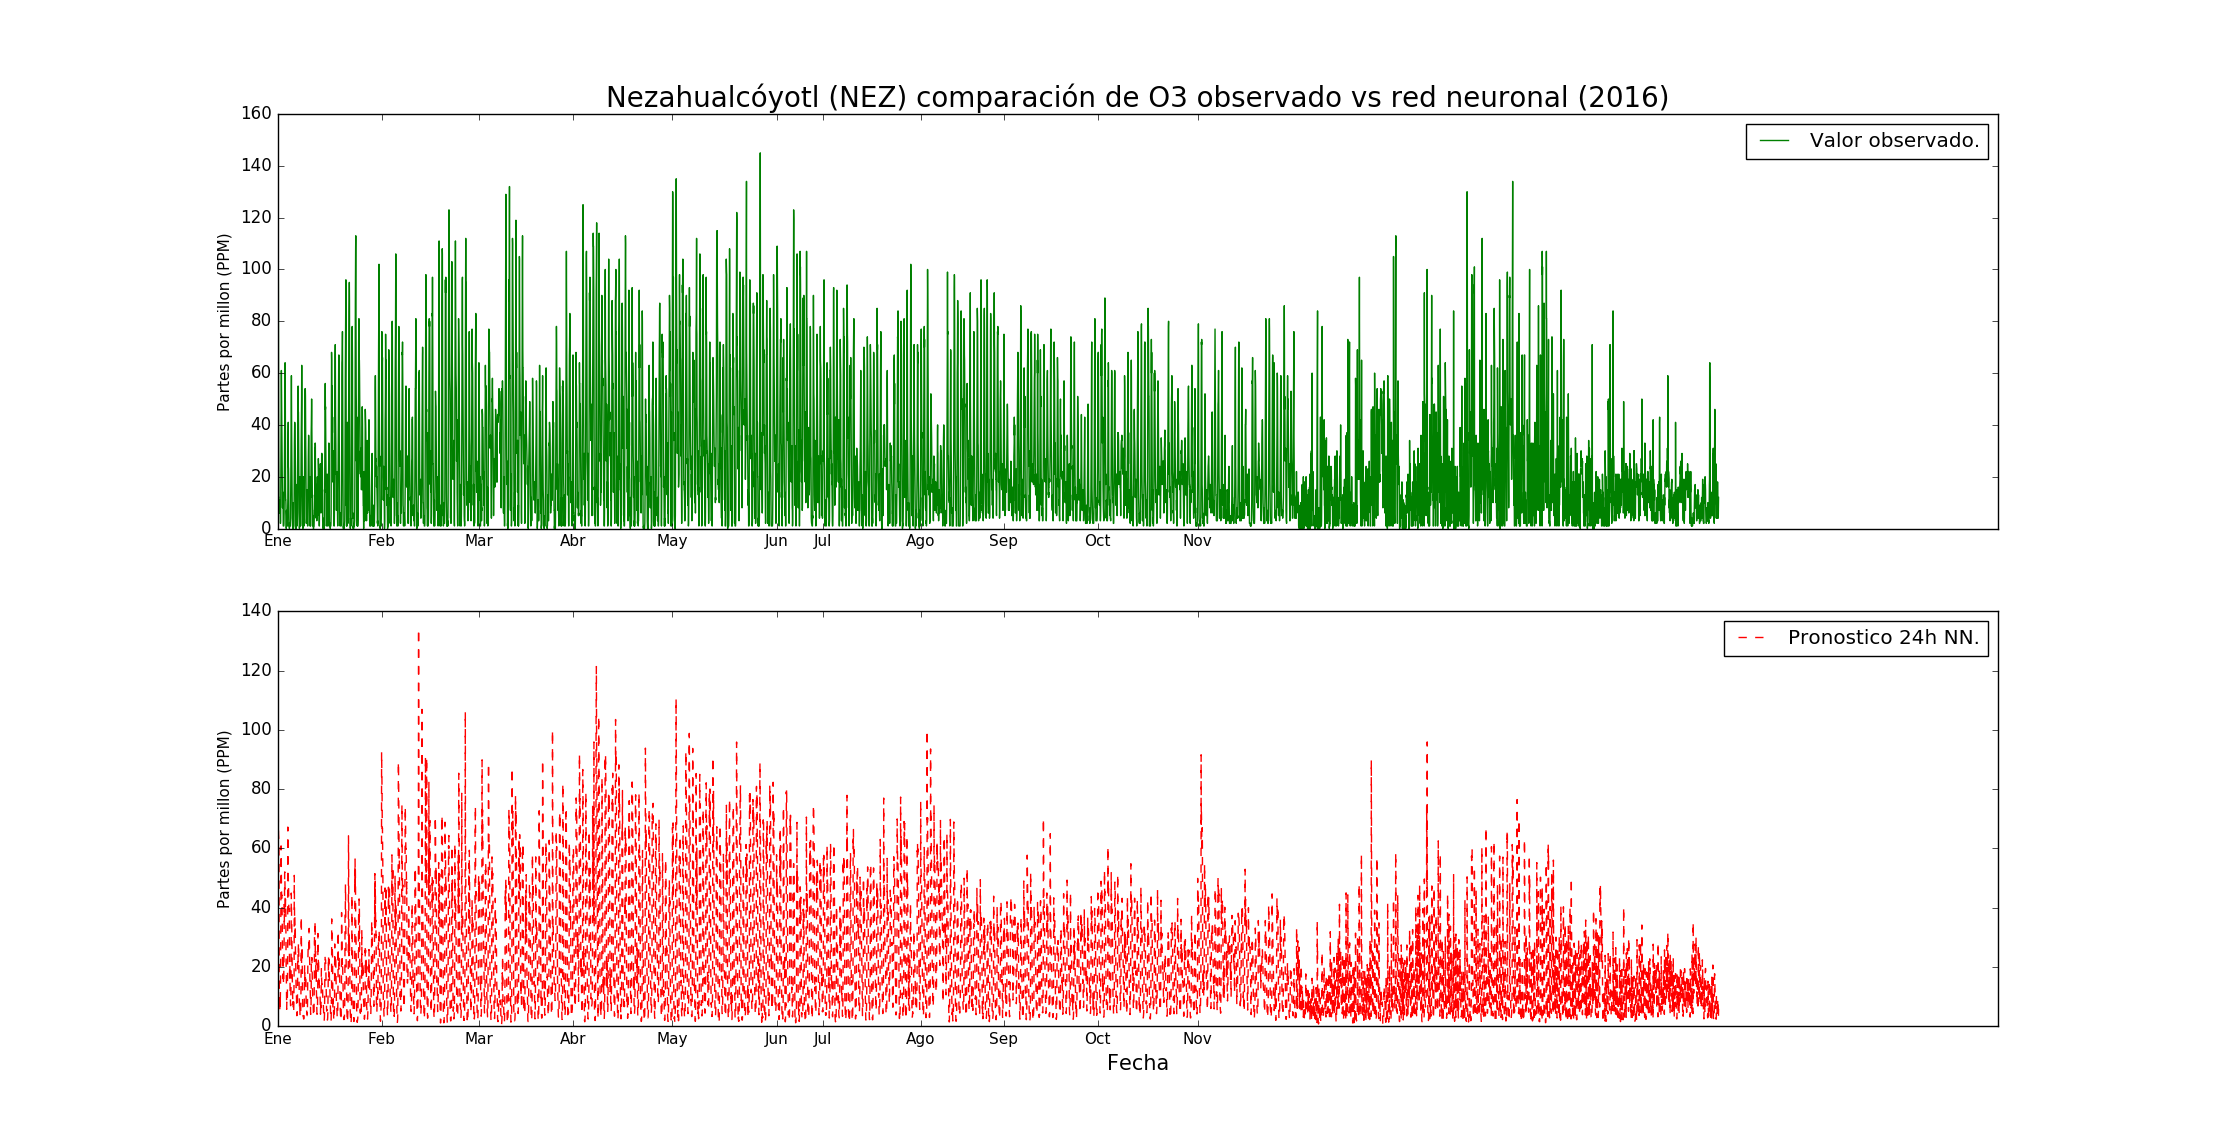 Nezahualcóyotl (NEZ) comparación de O3 observado vs red neuronal (2016)
160
140
120
100
80
60
40
20
0
Partes por millon (PPM)
Valor observado.
Ene Feb Mar Abr May Jun Jul Ago Sep Oct Nov
140
120
100
80
60
40
20
0
Partes por millon (PPM)
Pronostico 24h NN.
Ene Feb Mar Abr May Jun Jul Ago Sep Oct Nov
Fecha